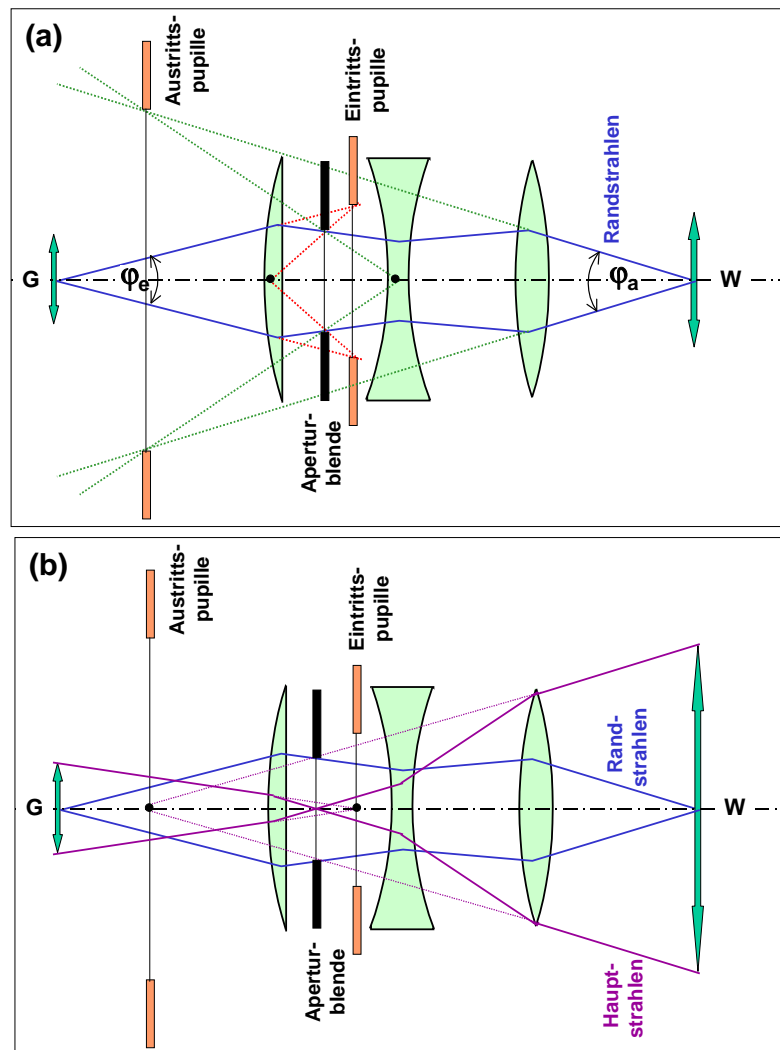 (a)
Austritts-
pupille
Eintritts-
pupille
Randstrahlen
G
φe
φa
W
Apertur-
blende
(b)
Austritts-
pupille
Eintritts-
pupille
Rand-
strahlen
G
W
Apertur-
blende
Haupt-
strahlen